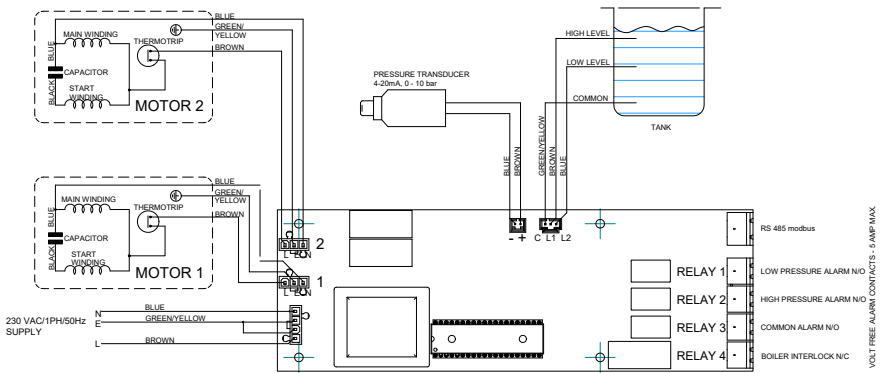 BLUE
GREEN/
YELLOW
BROWN
MAIN WINDING
THERMOTRIP
BLUE
CAPACITOR
BLACK
START
WINDING
MOTOR 2
BLUE
GREEN/
YELLOW
BROWN
MAIN WINDING
THERMOTRIP
BLUE
CAPACITOR
BLACK
START
WINDING
MOTOR 1
230 VAC/1PH/50Hz
SUPPLY
N
E
L
BLUE
GREEN/YELLOW
BROWN
PRESSURE TRANSDUCER
4-20mA, 0 - 10 bar
BLUE
BROWN
HIGH LEVEL
LOW LEVEL
COMMON
TANK
GREEN/YELLOW
BROWN
BLUE
- +
C L1 L2
2
L E N
1
L E N
RS 485 modbus
RELAY 1
LOW PRESSURE ALARM N/O
RELAY 2
HIGH PRESSURE ALARM N/O
RELAY 3
COMMON ALARM N/O
RELAY 4
BOILER INTERLOCK N/C
VOLT FREE ALARM CONTACTS - 5 AMP MAX.